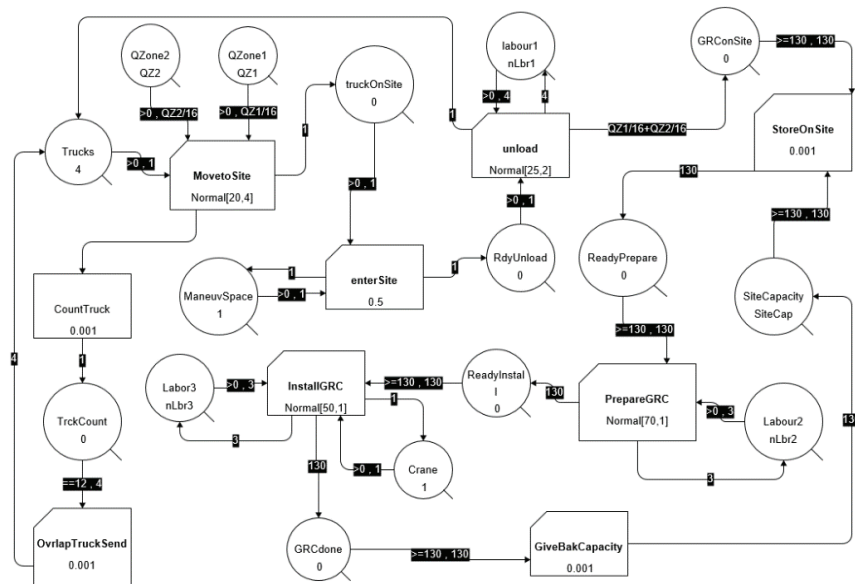 QZone2
QZ2
QZone1
QZ1
truckOnSite
0
labour1
nLbr1
GRConSite
0
>=130 , 130
>0 , QZ2/16
>0 , QZ1/16
1
>0 , 4
4
1
QZ1/16+QZ2/16
StoreOnSite
0.001
Trucks
4
>0 , 1
MovetoSite
Normal[20,4]
unload
Normal[25,2]
>0 , 1
>0 , 1
130
>=130 , 130
CountTruck
0.001
ManeuvSpace
1
1
>0 , 1
enterSite
0.5
1
RdyUnload
0
ReadyPrepare
0
SiteCapacity
SiteCap
>=130 , 130
4
1
Labor3
nLbr3
>0 , 3
3
InstallGRC
Normal[50,1]
>=130 , 130
ReadyInstal
l
0
130
PrepareGRC
Normal[70,1]
>0 , 3
Labour2
nLbr2
3
TrckCount
0
1
Crane
1
>0 , 1
130
==12 , 4
OvrlapTruckSend
0.001
GRCdone
0
>=130 , 130
GiveBakCapacity
0.001